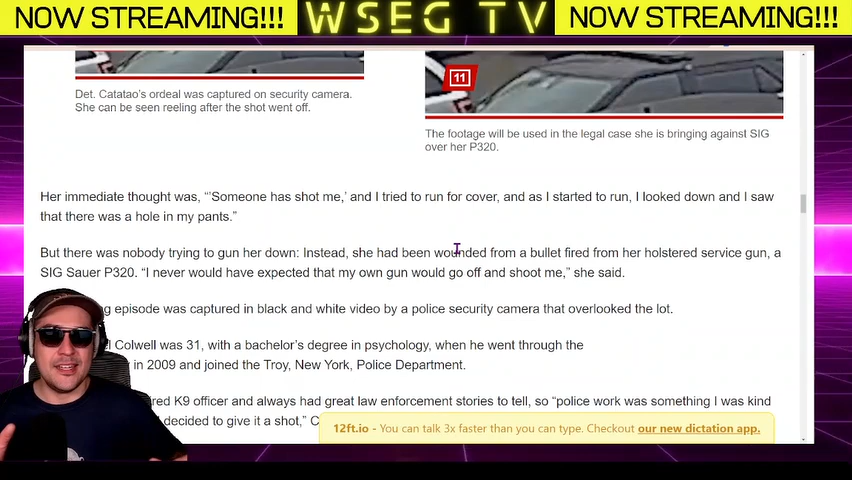 NOW STREAMING!!! WSEG TV NOW STREAMING!!!
Det. Catatao's ordeal was captured on security camera.
She can be seen reeling after the shot went off.
11
The footage will be used in the legal case she is bringing against SIG
over her P320.
Her immediate thought was, “'Someone has shot me,' and I tried to run for cover, and as I started to run, I looked down and I saw
that there was a hole in my pants.”
But there was nobody trying to gun her down: Instead, she had been wounded from a bullet fired from her holstered service gun, a
SIG Sauer P320. “I never would have expected that my own gun would go off and shoot me,” she said.
episode was captured in black and white video by a police security camera that overlooked the lot.
Colwell was 31, with a bachelor's degree in psychology, when he went through the
in 2009 and joined the Troy, New York, Police Department.
K9 officer and always had great law enforcement stories to tell, so “police work was something I was kind
decided to give it a shot,” C
12ft.io - You can talk 3x faster than you can type. Checkout our new dictation app.